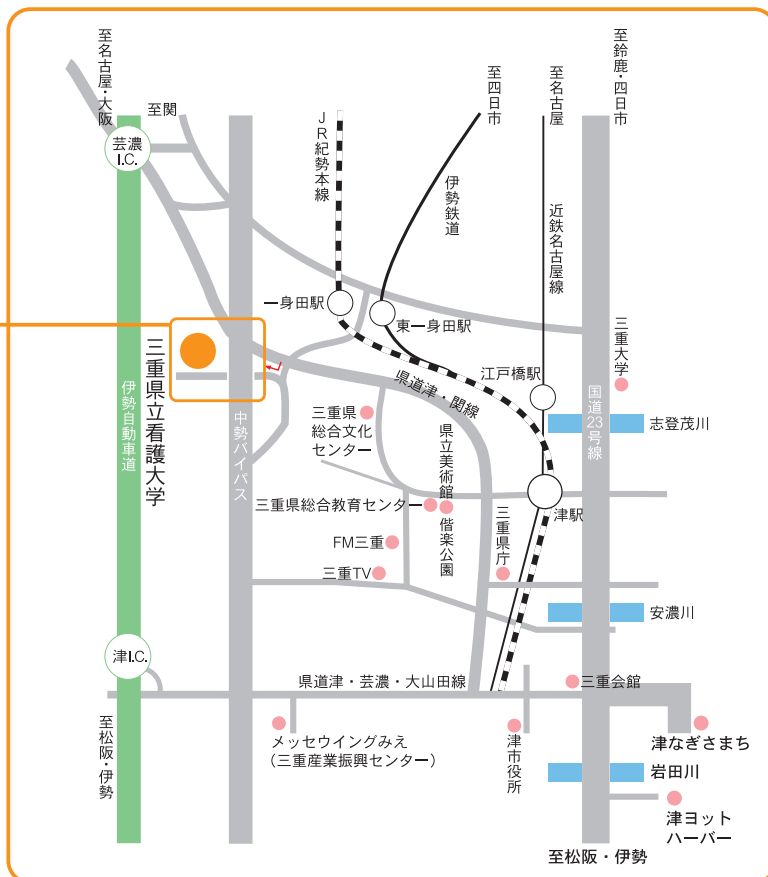 至名古屋・大阪
至関
至四日市
至名古屋
至鈴鹿・四日市
芸濃
I.C.
JR紀勢本線
伊勢鉄道
近鉄名古屋線
一身田駅
東一身田駅
三重大学
江戸橋駅
県道津・関線
国道23号線
志登茂川
三重県立看護大学
伊勢自動車道
中勢バイパス
三重県
総合文化
センター
県立美術館
三重県総合教育センター
偕楽公園
三重県庁
津駅
FM三重
三重TV
安濃川
津I.C.
県道津・芸濃・大山田線
三重会館
至松阪・伊勢
メッセウイングみえ
（三重産業振興センター）
津市役所
津なぎさまち
岩田川
津ヨット
ハーバー
至松阪・伊勢